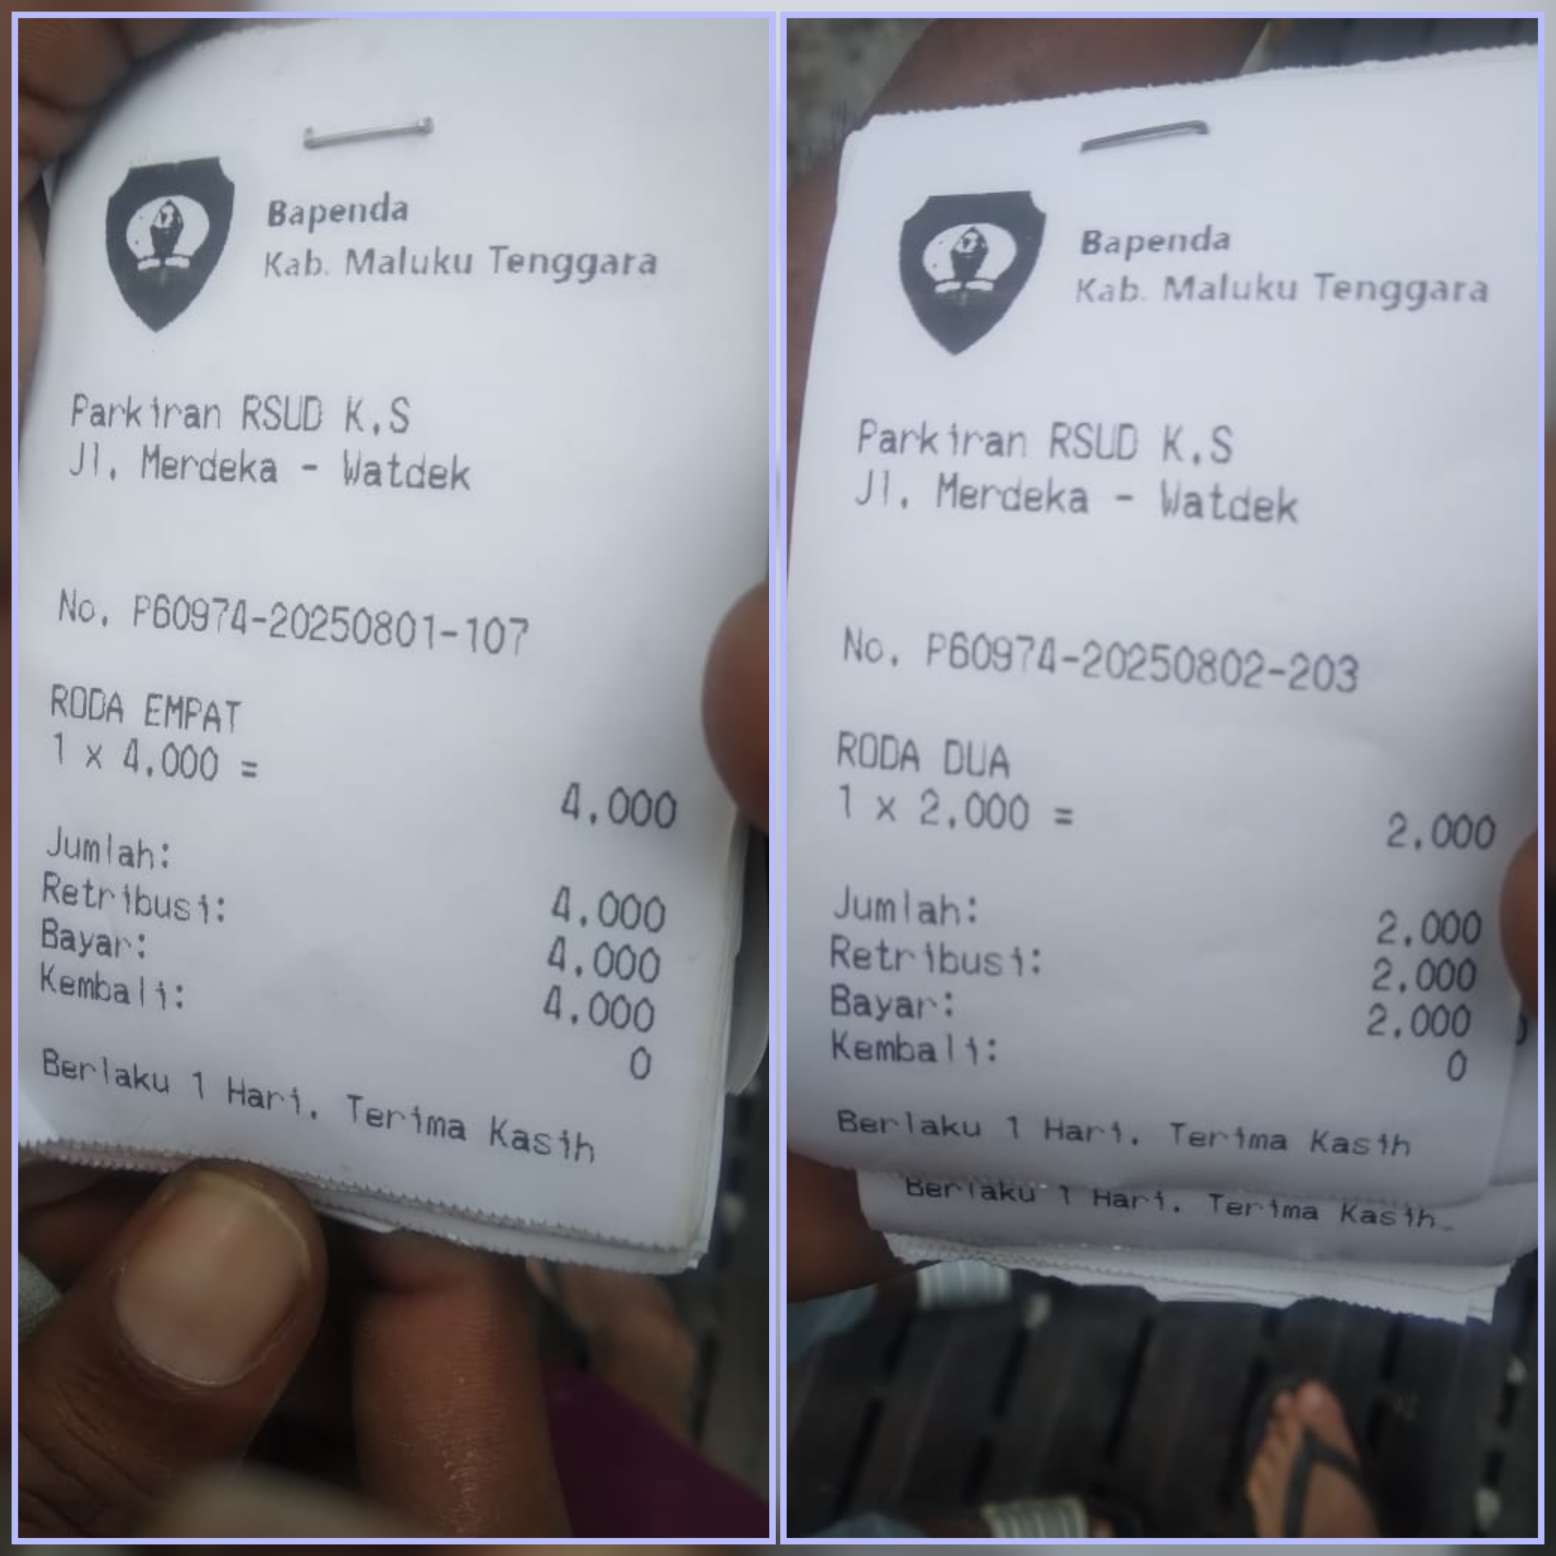 Bapenda
Kab. Maluku Tenggara
Parkiran RSUD K.S
Jl. Merdeka - Watdek
No. P60974-20250801-107
RODA EMPAT
1 x 4.000 =
4.000
Jumlah: 4.000
Retribusi: 4.000
Bayar: 4.000
Kembali: 0
Berlaku 1 Hari. Terima Kasih
Bapenda
Kab. Maluku Tenggara
Parkiran RSUD K.S
Jl. Merdeka - Watdek
No. P60974-20250802-203
RODA DUA
1 x 2.000 =
2.000
Jumlah: 2.000
Retribusi: 2.000
Bayar: 2.000
Kembali: 0
Berlaku 1 Hari. Terima Kasih
Berlaku 1 Hari. Terima Kasih